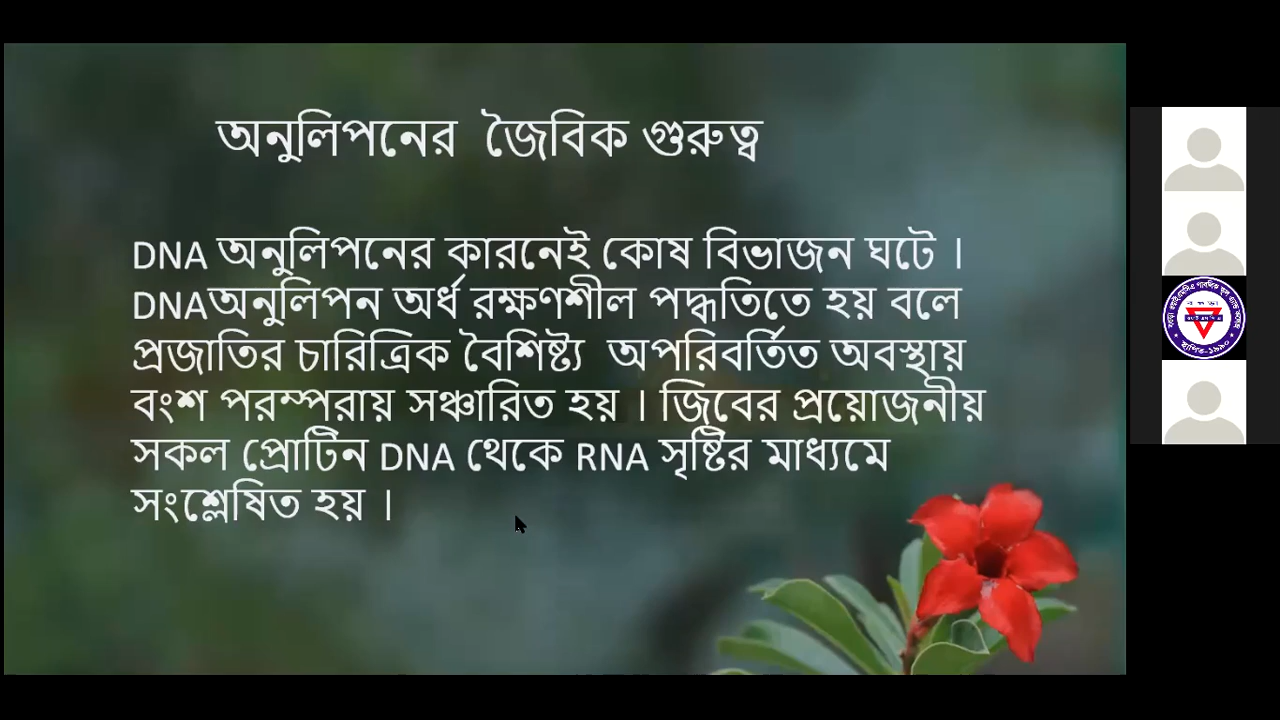 অনুলিপনের জৈবিক গুরুত্ব
DNA অনুলিপনের কারনেই কোষ বিভাজন ঘটে ।
DNAঅনুলিপন অর্ধ রক্ষণশীল পদ্ধতিতে হয় বলে
প্রজাতির চারিত্রিক বৈশিষ্ট্য অপরিবর্তিত অবস্থায়
বংশ পরম্পরায় সঞ্চারিত হয় । জিবের প্রয়োজনীয়
সকল প্রোটিন DNA থেকে RNA সৃষ্টির মাধ্যমে
সংশ্লেষিত হয় ।
স্থাপিত-১৯৯০